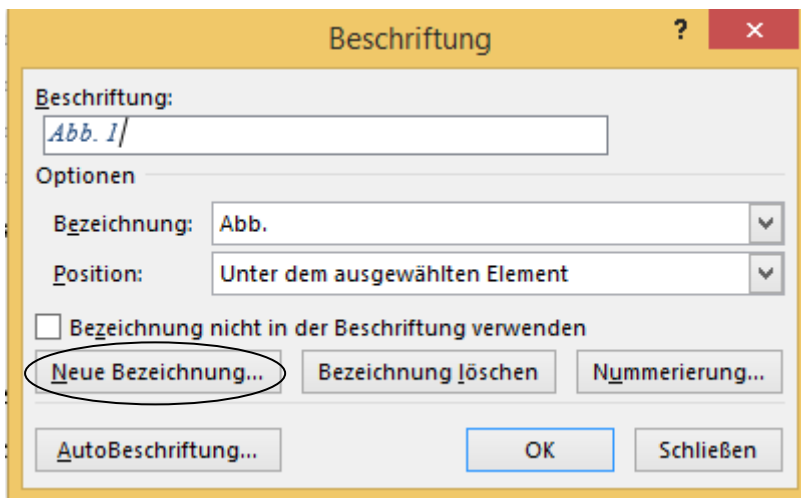 Beschriftung ? ×
Beschriftung:
Abb. 1
Optionen
Bezeichnung: Abb.
Position: Unter dem ausgewählten Element
Bezeichnung nicht in der Beschriftung verwenden
Neue Bezeichnung... Bezeichnung löschen Nummerierung...
AutoBeschriftung... OK Schließen